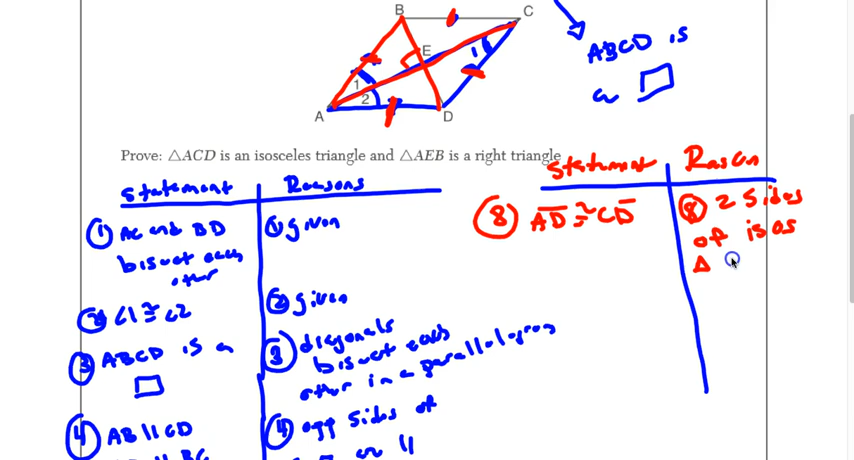 B
C
E
1
1
2
A
D
ABCD is
a ▱
Prove: △ACD is an isosceles triangle and △AEB is a right triangle
Statement Reasons
① AC and BD
bisect each
other
① given
② ∠1 ≅ ∠2
② given
③ ABCD is a
▱
③ diagonals
bisect each
other in a parallelogram
④ AB || CD
④ opp sides of
Statement Reason
⑧ AD ≅ CD
⑧ 2 sides
of isos
△